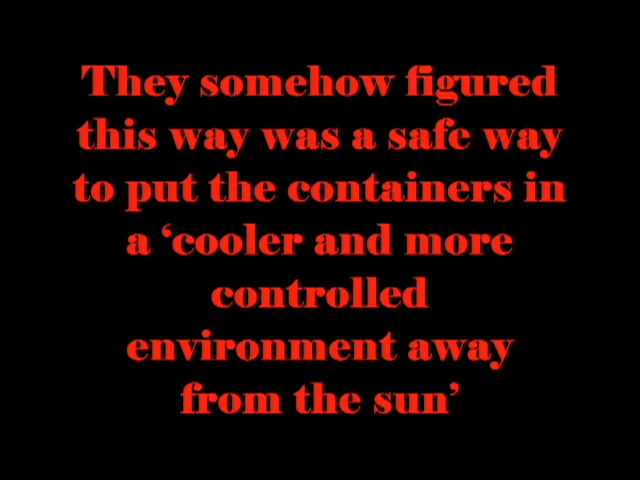 They somehow figured
this way was a safe way
to put the containers in
a ‘cooler and more
controlled
environment away
from the sun’